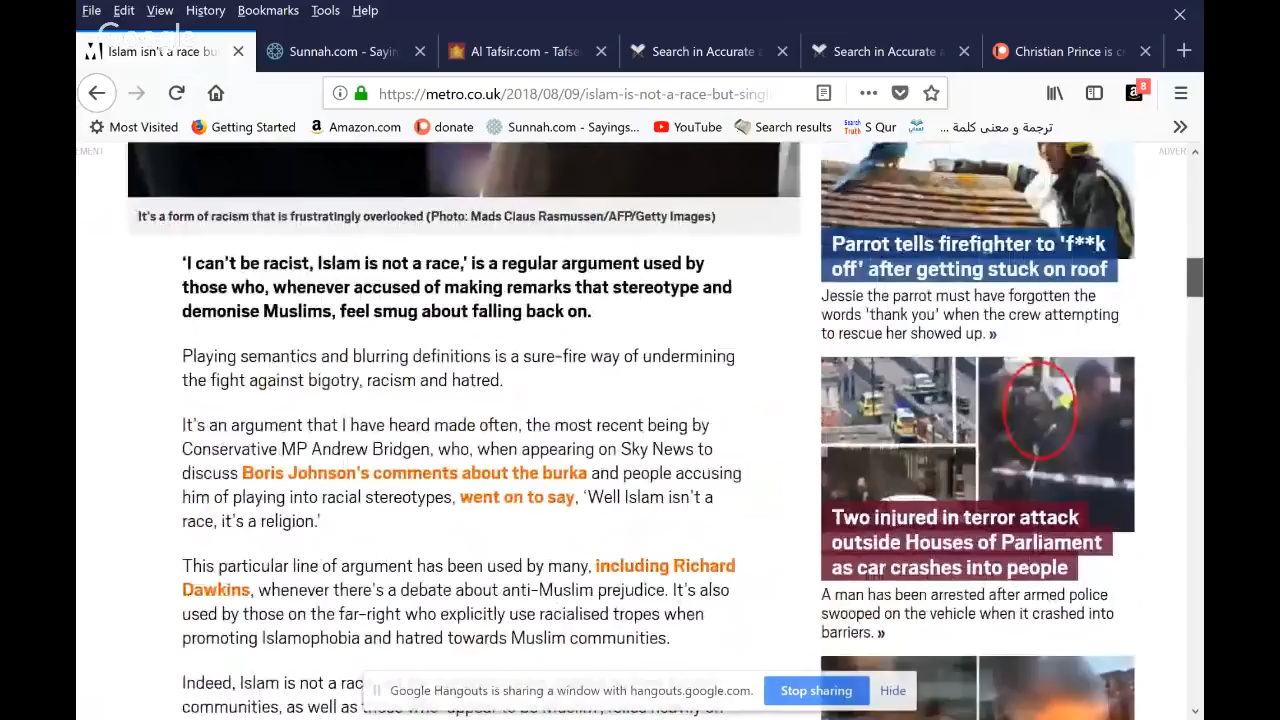 File Edit View History Bookmarks Tools Help
Google
Islam isn't a race bu
Sunnah.com - Sayin
Al Tafsir.com - Tafse
Search in Accurate a
Search in Accurate a
Christian Prince is c
https://metro.co.uk/2018/08/09/islam-is-not-a-race-but-singl
8
Most Visited Getting Started Amazon.com donate Sunnah.com - Sayings... YouTube Search results Search Truth S Qur ترجمة و معنى كلمة ...
MENT
ADVER
It's a form of racism that is frustratingly overlooked (Photo: Mads Claus Rasmussen/AFP/Getty Images)
'I can't be racist, Islam is not a race,' is a regular argument used by
those who, whenever accused of making remarks that stereotype and
demonise Muslims, feel smug about falling back on.
Playing semantics and blurring definitions is a sure-fire way of undermining
the fight against bigotry, racism and hatred.
It's an argument that I have heard made often, the most recent being by
Conservative MP Andrew Bridgen, who, when appearing on Sky News to
discuss Boris Johnson's comments about the burka and people accusing
him of playing into racial stereotypes, went on to say, 'Well Islam isn't a
race, it's a religion.'
This particular line of argument has been used by many, including Richard
Dawkins, whenever there's a debate about anti-Muslim prejudice. It's also
used by those on the far-right who explicitly use racialised tropes when
promoting Islamophobia and hatred towards Muslim communities.
Indeed, Islam is not a rac
communities, as well as those who 'appear to be Muslim', relies heavily on
Parrot tells firefighter to 'f**k
off' after getting stuck on roof
Jessie the parrot must have forgotten the
words 'thank you' when the crew attempting
to rescue her showed up. »
Two injured in terror attack
outside Houses of Parliament
as car crashes into people
A man has been arrested after armed police
swooped on the vehicle when it crashed into
barriers. »
Google Hangouts is sharing a window with hangouts.google.com. Stop sharing Hide